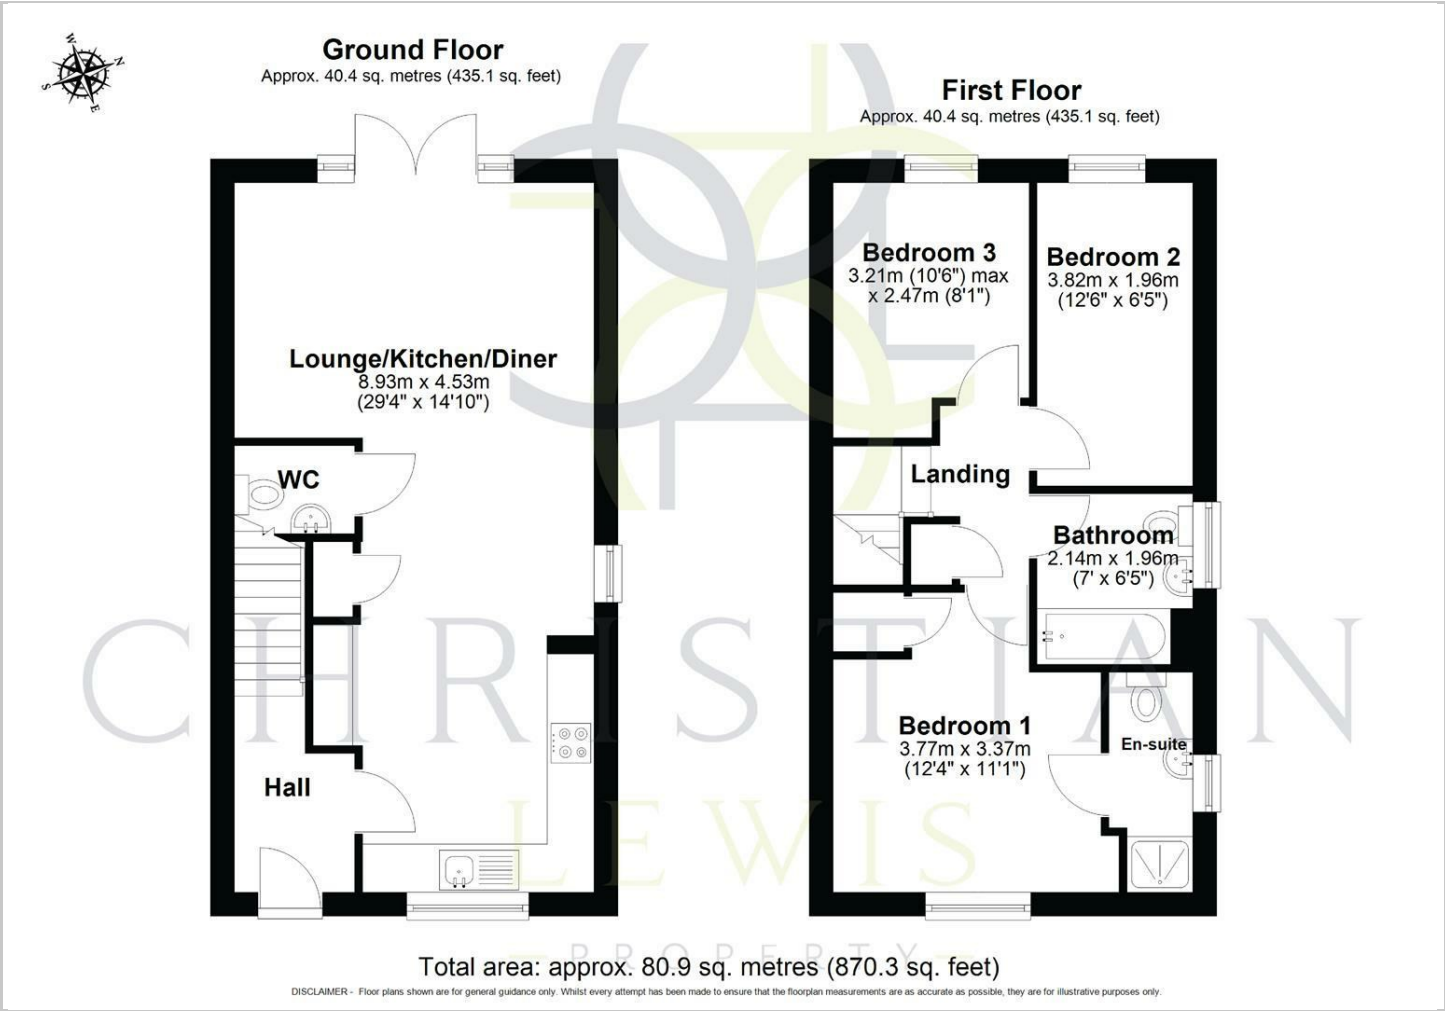 W
N
S
E
Ground Floor
Approx. 40.4 sq. metres (435.1 sq. feet)
First Floor
Approx. 40.4 sq. metres (435.1 sq. feet)
Lounge/Kitchen/Diner
8.93m x 4.53m
(29'4" x 14'10")
WC
Hall
Bedroom 3
3.21m (10'6") max
x 2.47m (8'1")
Bedroom 2
3.82m x 1.96m
(12'6" x 6'5")
Landing
Bathroom
2.14m x 1.96m
(7' x 6'5")
Bedroom 1
3.77m x 3.37m
(12'4" x 11'1")
En-suite
CHRISTIAN
LEWIS
PROPERTY
Total area: approx. 80.9 sq. metres (870.3 sq. feet)
DISCLAIMER - Floor plans shown are for general guidance only. Whilst every attempt has been made to ensure that the floorplan measurements are as accurate as possible, they are for illustrative purposes only.